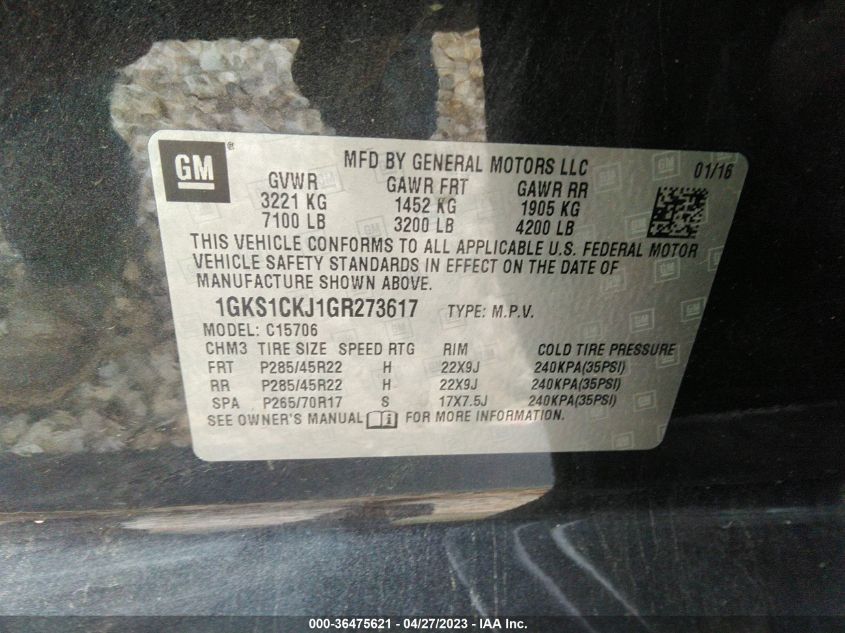 GM®
MFD BY GENERAL MOTORS LLC 01/16
GVWR GAWR FRT GAWR RR
3221 KG 1452 KG 1905 KG
7100 LB 3200 LB 4200 LB
THIS VEHICLE CONFORMS TO ALL APPLICABLE U.S. FEDERAL MOTOR
VEHICLE SAFETY STANDARDS IN EFFECT ON THE DATE OF
MANUFACTURE SHOWN ABOVE.
1GKS1CKJ1GR273617 TYPE: M.P.V.
MODEL: C15706
CHM3 TIRE SIZE SPEED RTG RIM COLD TIRE PRESSURE
FRT P285/45R22 H 22X9J 240KPA(35PSI)
RR P285/45R22 H 22X9J 240KPA(35PSI)
SPA P265/70R17 S 17X7.5J 240KPA(35PSI)
SEE OWNER'S MANUAL i FOR MORE INFORMATION.
000-36475621 - 04/27/2023 - IAA Inc.